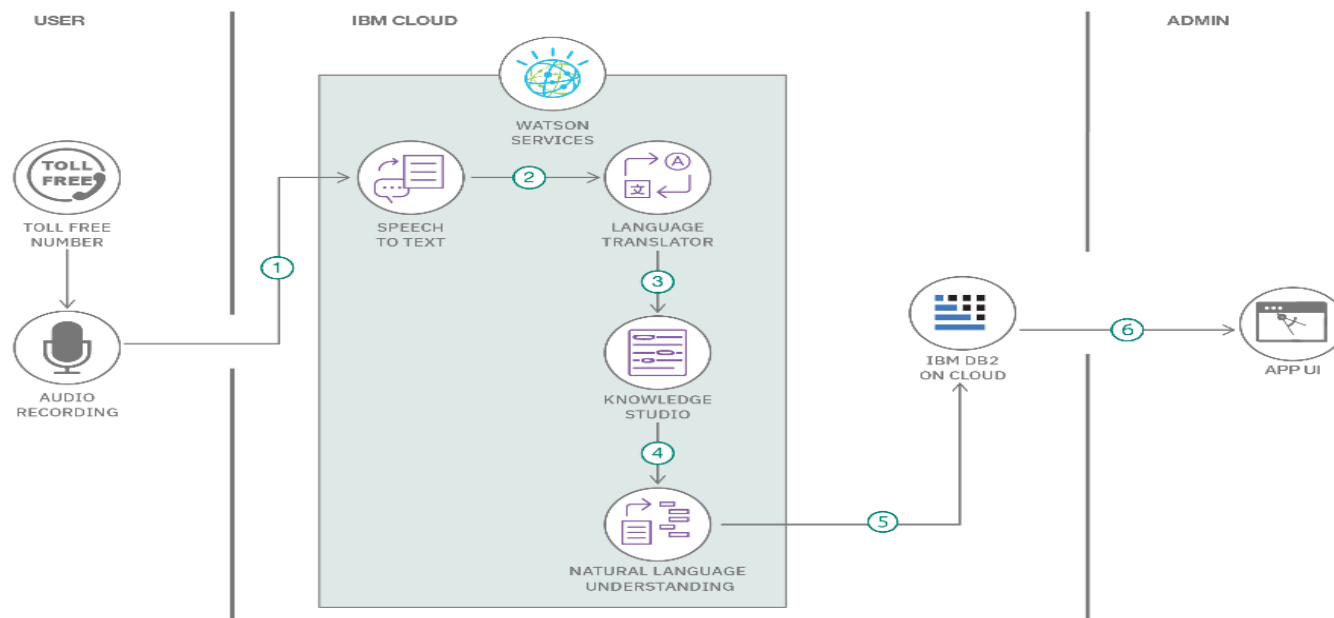 USER
IBM CLOUD
ADMIN
WATSON
SERVICES
TOLL
FREE
TOLL FREE
NUMBER
AUDIO
RECORDING
1
SPEECH
TO TEXT
2
A
文
LANGUAGE
TRANSLATOR
3
KNOWLEDGE
STUDIO
4
NATURAL LANGUAGE
UNDERSTANDING
5
IBM DB2
ON CLOUD
6
APP UI